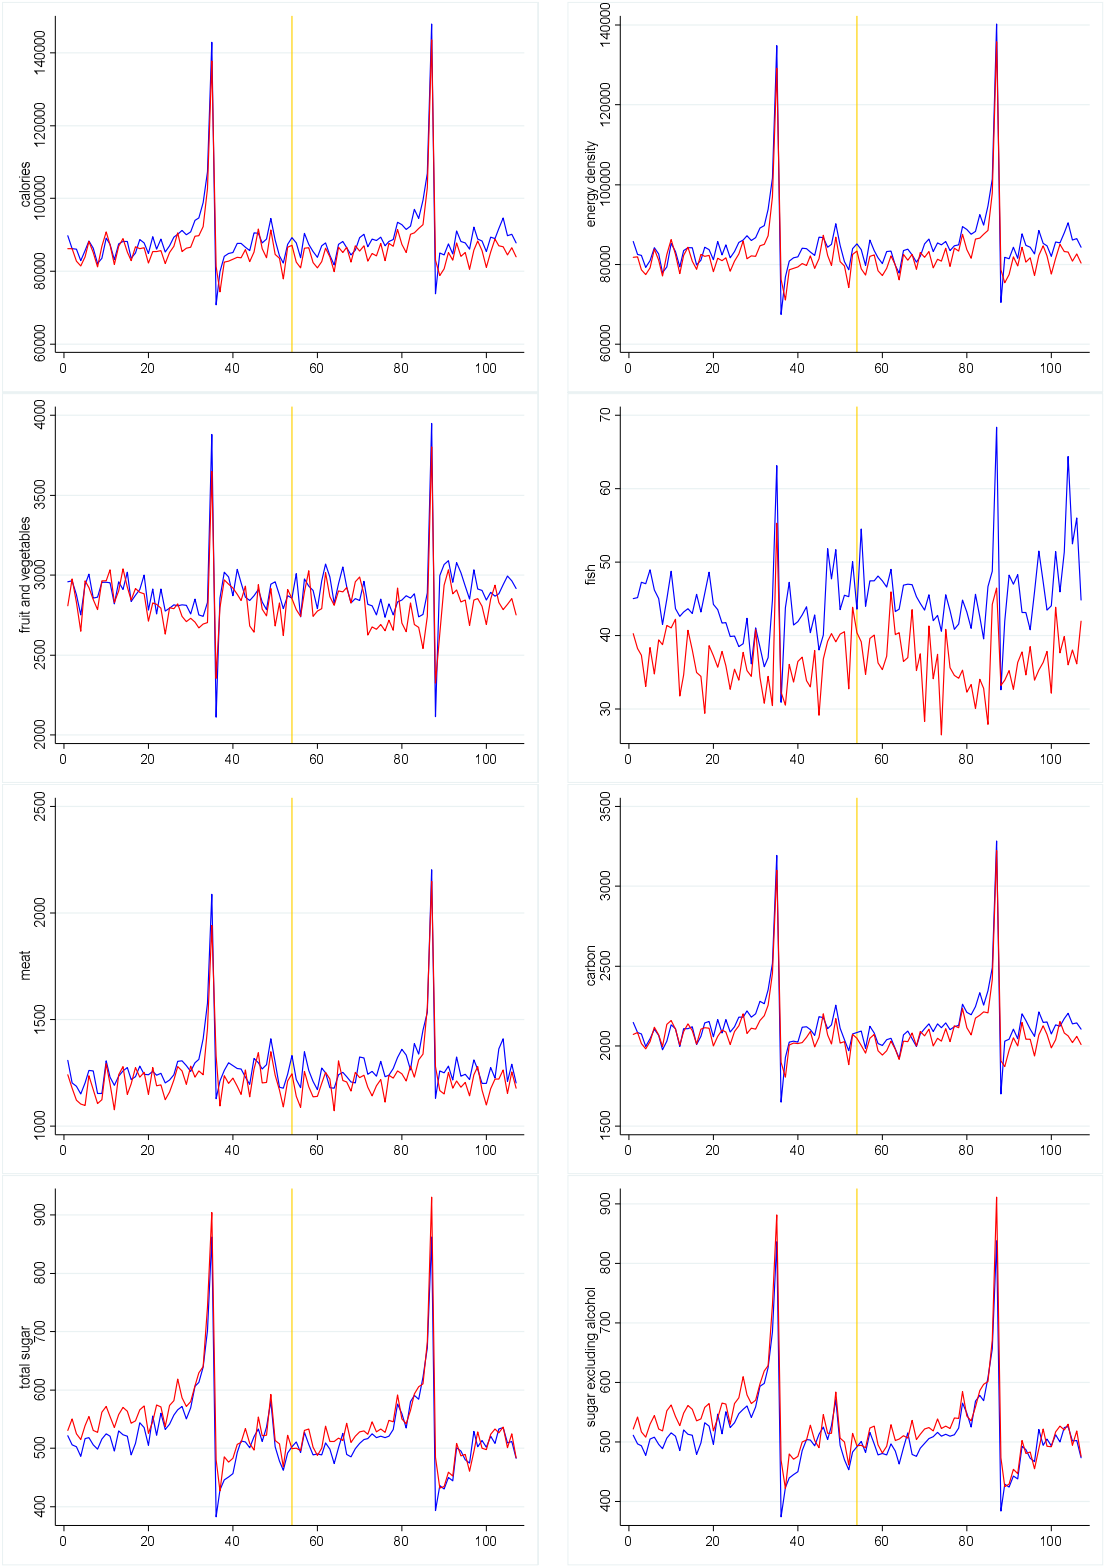 calories
140000
120000
100000
80000
60000
0 20 40 60 80 100
energy density
140000
120000
100000
80000
60000
0 20 40 60 80 100
fruit and vegetables
4000
3500
3000
2500
2000
0 20 40 60 80 100
fish
70
60
50
40
30
0 20 40 60 80 100
meat
2500
2000
1500
1000
0 20 40 60 80 100
carbon
3500
3000
2500
2000
1500
0 20 40 60 80 100
total sugar
900
800
700
600
500
400
0 20 40 60 80 100
sugar excluding alcohol
900
800
700
600
500
400
0 20 40 60 80 100